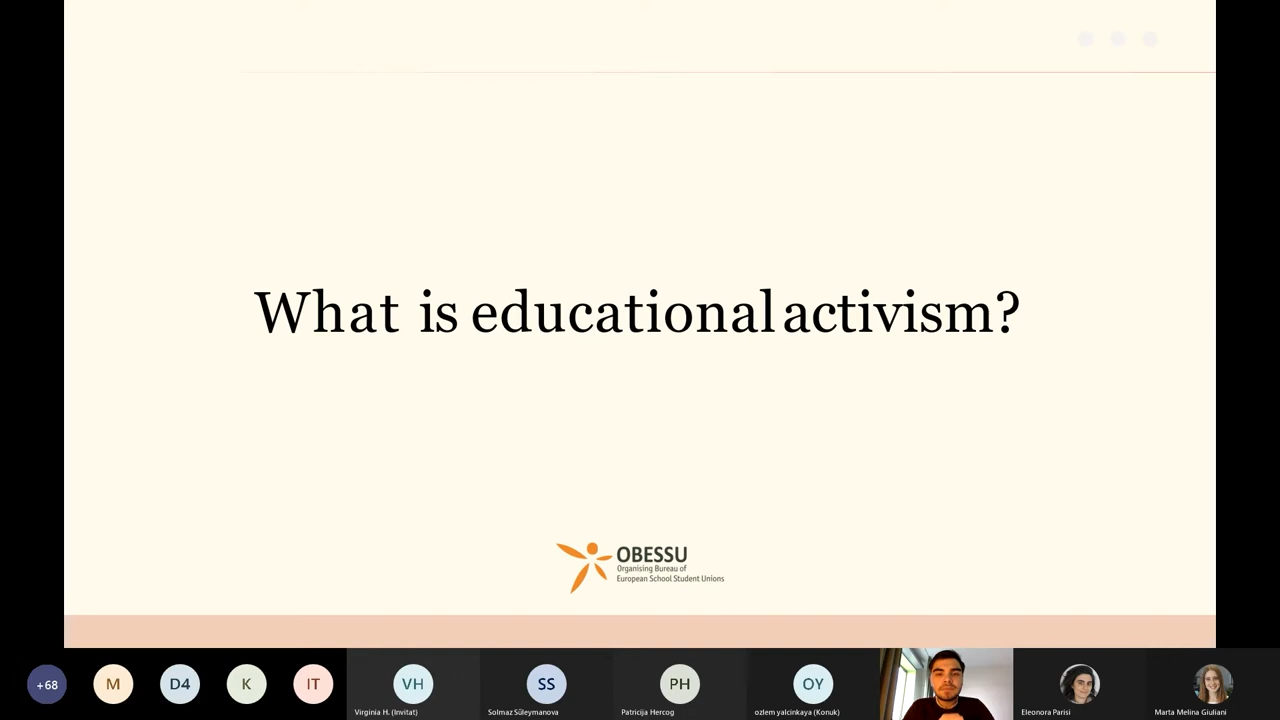 What is educational activism?
OBESSU
Organising Bureau of
European School Student Unions
+68
M
D4
K
IT
VH
SS
PH
OY
Virginia H. (Invitat)
Solmaz Süleymanova
Patricija Hercog
ozlem yalcinkaya (Konuk)
Eleonora Parisi
Marta Melina Giuliani